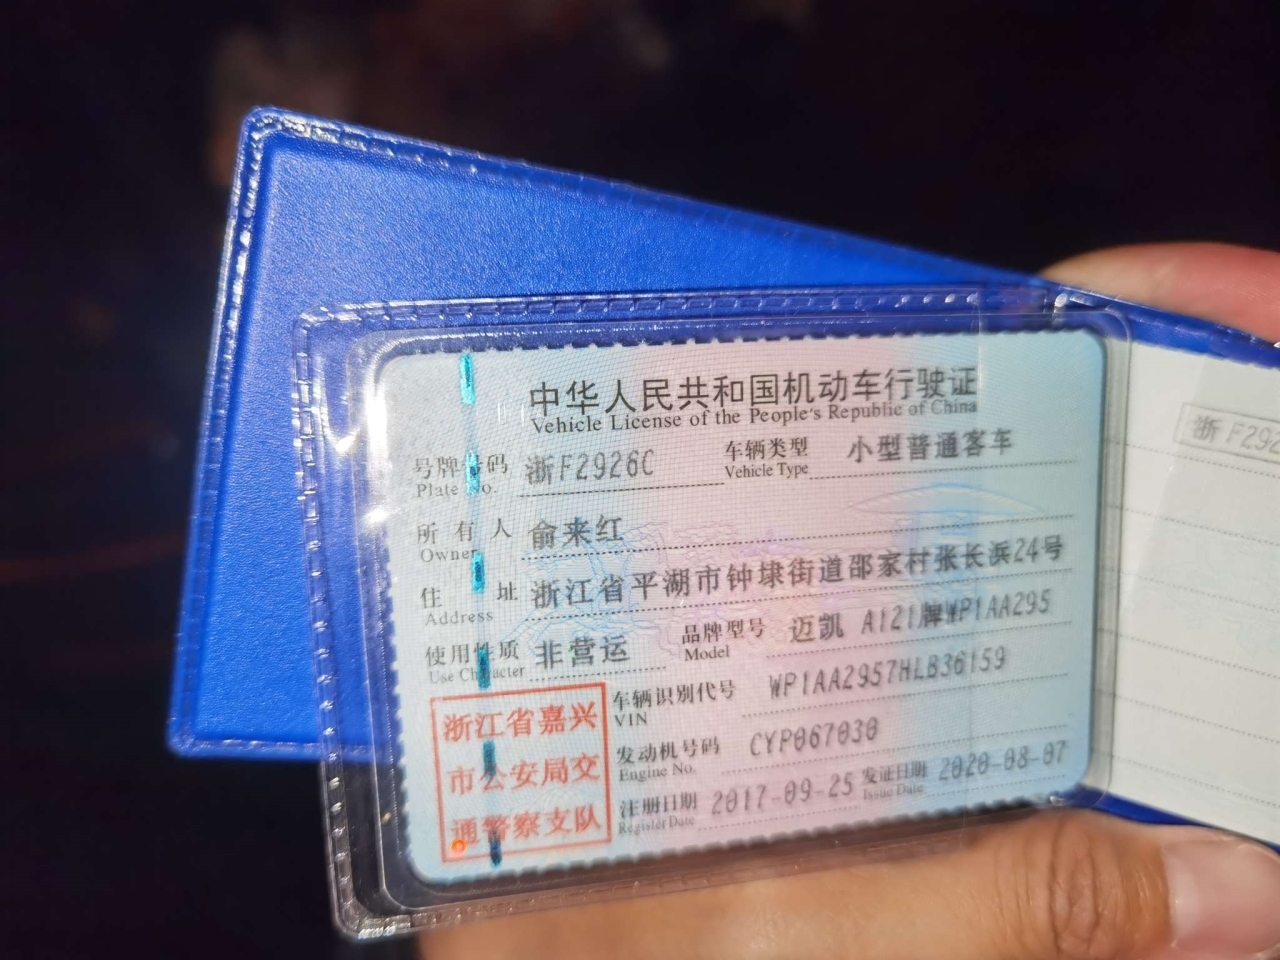 中华人民共和国机动车行驶证
Vehicle License of the People's Republic of China
号牌号码 浙F2926C 车辆类型 小型普通客车
Plate No. Vehicle Type
所有人 俞来红
Owner
住址 浙江省平湖市钟埭街道邵家村张长浜24号
Address
使用性质 非营运 品牌型号 迈凯 A121牌WP1AA295
Use Character Model
车辆识别代号 WP1AA2957HLB36159
VIN
发动机号码 CYP067030
Engine No.
注册日期 2017-09-25 发证日期 2020-08-07
Register Date Issue Date
浙江省嘉兴
市公安局交
通警察支队
浙F292